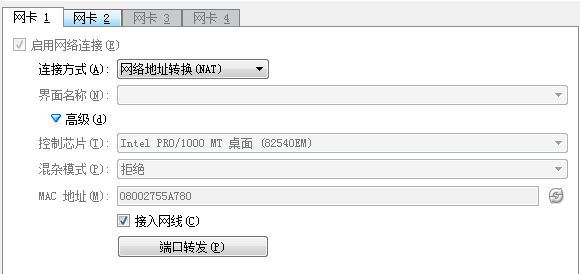 网卡 1 网卡 2 网卡 3 网卡 4
启用网络连接(E)
连接方式(A): 网络地址转换(NAT)
界面名称(N):
高级(d)
控制芯片(T): Intel PRO/1000 MT 桌面 (82540EM)
混杂模式(P): 拒绝
MAC 地址(M): 08002755A780
接入网线(C)
端口转发(P)